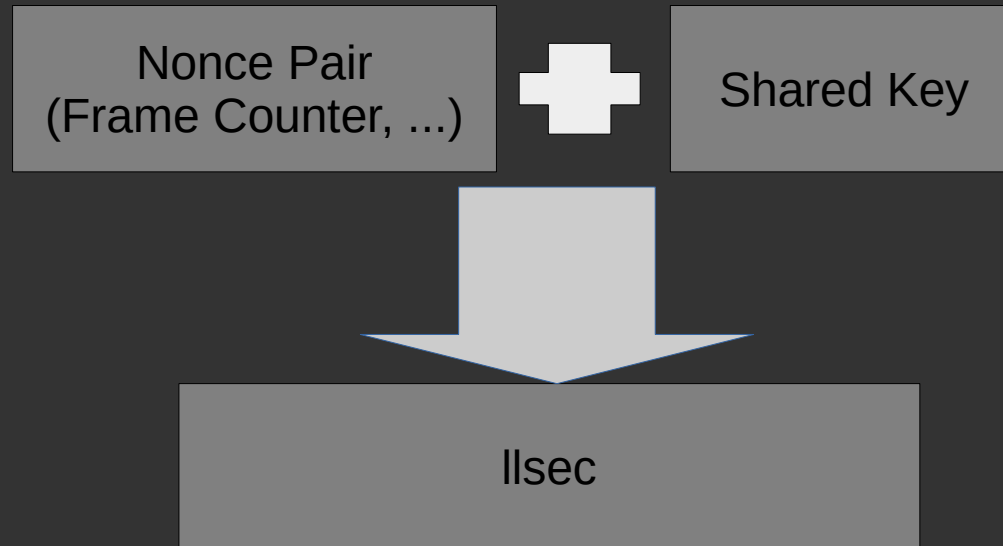 Nonce Pair
(Frame Counter, ...)
Shared Key
llsec